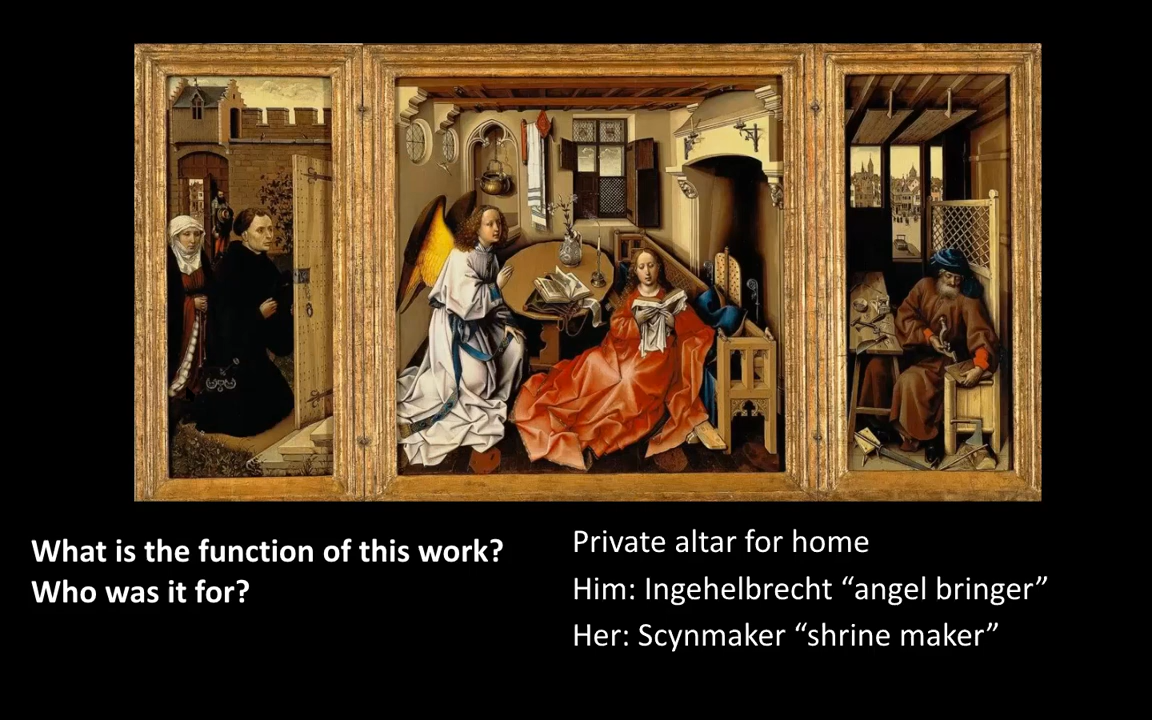 What is the function of this work?
Who was it for?
Private altar for home
Him: Ingehelbrecht “angel bringer”
Her: Scynmaker “shrine maker”